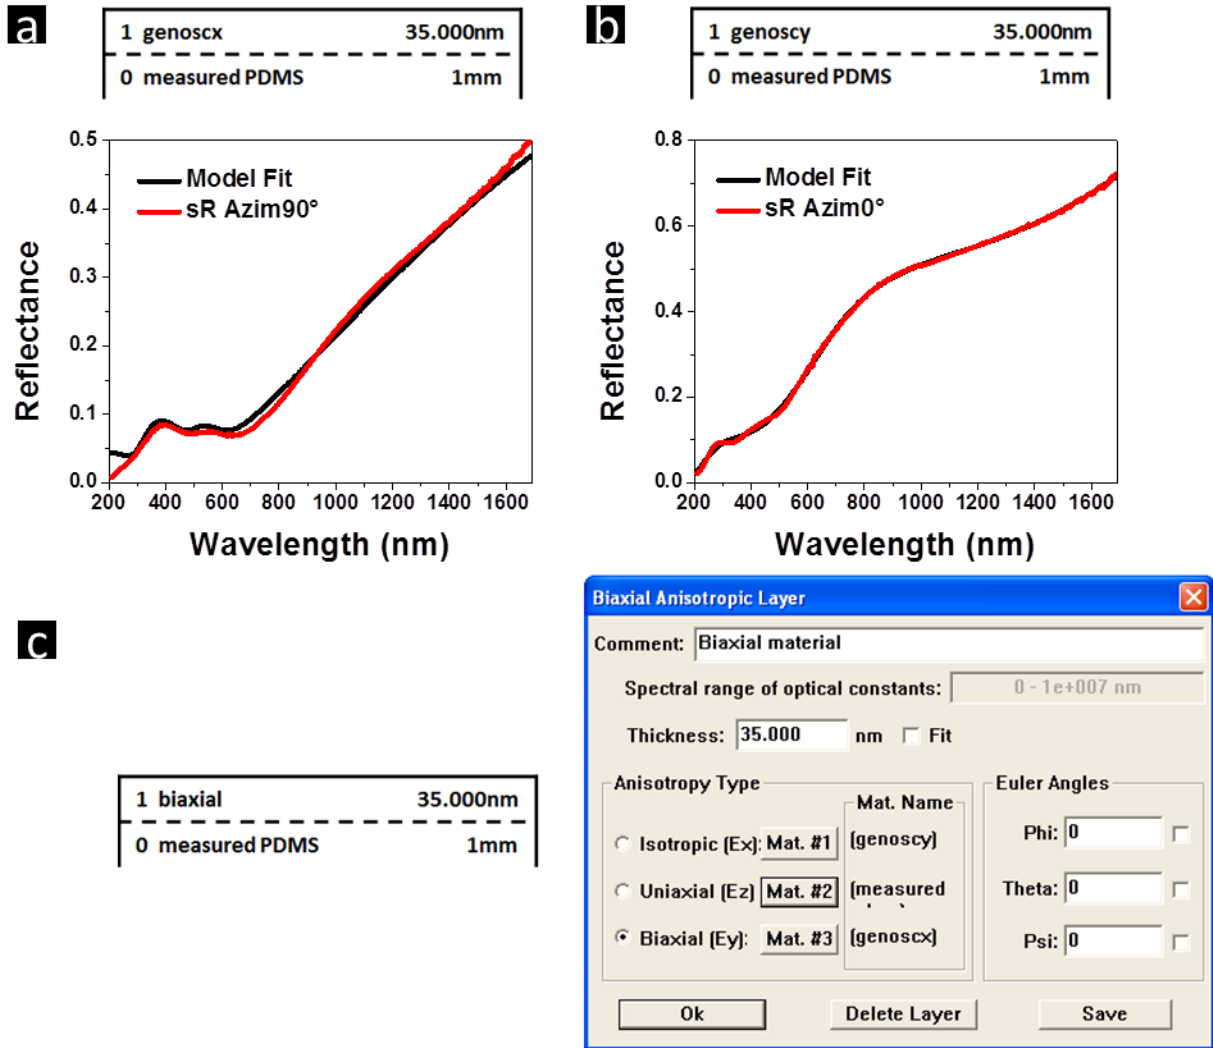 a
1 genoscx 35.000nm
0 measured PDMS 1mm
0.5
0.4
0.3
0.2
0.1
0.0
Reflectance
Model Fit
sR Azim90°
200 400 600 800 1000 1200 1400 1600
Wavelength (nm)
b
1 genoscy 35.000nm
0 measured PDMS 1mm
0.8
0.6
0.4
0.2
0.0
Reflectance
Model Fit
sR Azim0°
200 400 600 800 1000 1200 1400 1600
Wavelength (nm)
c
1 biaxial 35.000nm
0 measured PDMS 1mm
Biaxial Anisotropic Layer
Comment: Biaxial material
Spectral range of optical constants: 0 - 1e+007 nm
Thickness: 35.000 nm Fit
Anisotropy Type
Mat. Name
Isotropic (Ex): Mat. #1 (genoscy)
Uniaxial (Ez) Mat. #2 (measured
Biaxial (Ey): Mat. #3 (genoscx)
Euler Angles
Phi: 0
Theta: 0
Psi: 0
Ok Delete Layer Save